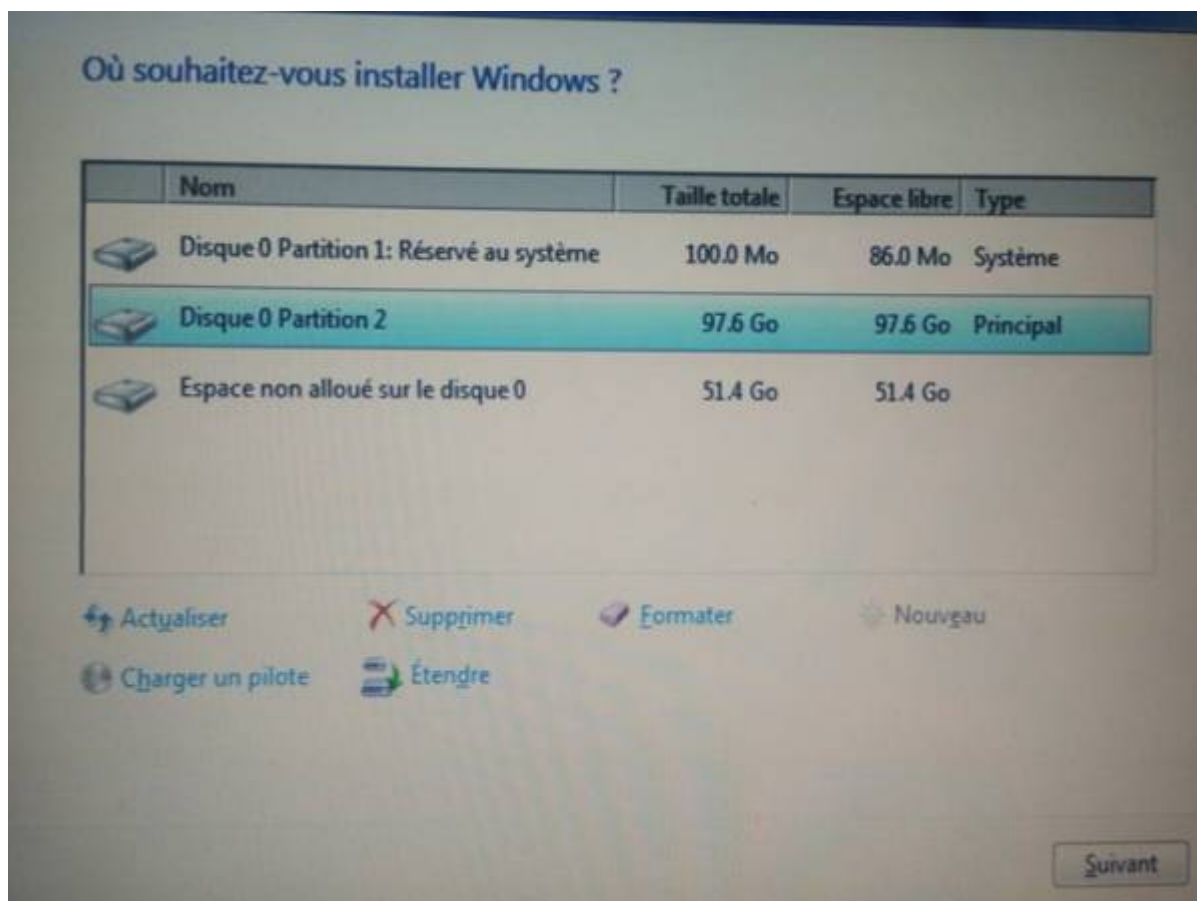 Où souhaitez-vous installer Windows ?
Nom Taille totale Espace libre Type
Disque 0 Partition 1: Réservé au système 100.0 Mo 86.0 Mo Système
Disque 0 Partition 2 97.6 Go 97.6 Go Principal
Espace non alloué sur le disque 0 51.4 Go 51.4 Go
Actualiser Supprimer Formater Nouveau
Charger un pilote Étendre
Suivant